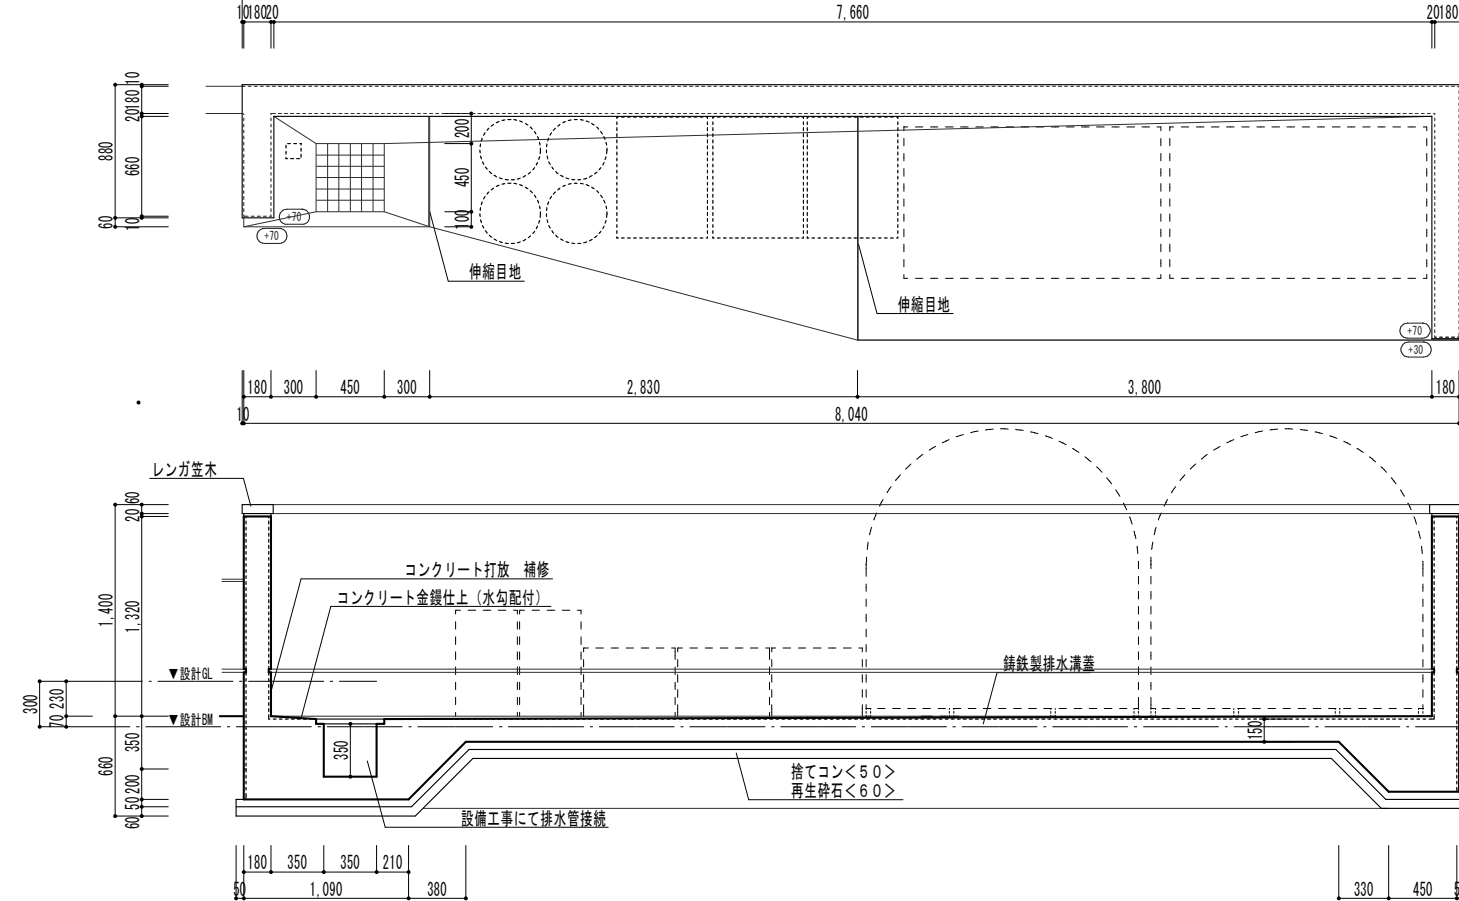 10 180 20 7,660 20 180
10
180
20
880
660
60
10
200
450
100
+70
+70
伸縮目地
伸縮目地
+70
+30
180 300 450 300 2,830 3,800 180
10 8,040
レンガ笠木
60
20
コンクリート打放 補修
コンクリート金鏝仕上(水勾配付)
1,400
1,320
鋳鉄製排水溝蓋
▼設計GL
300
230
70
▼設計BM
350
350
150
660
200
50
60
捨てコン<50>
再生砕石<60>
設備工事にて排水管接続
180 350 350 210
50 1,090 380
330 450 5